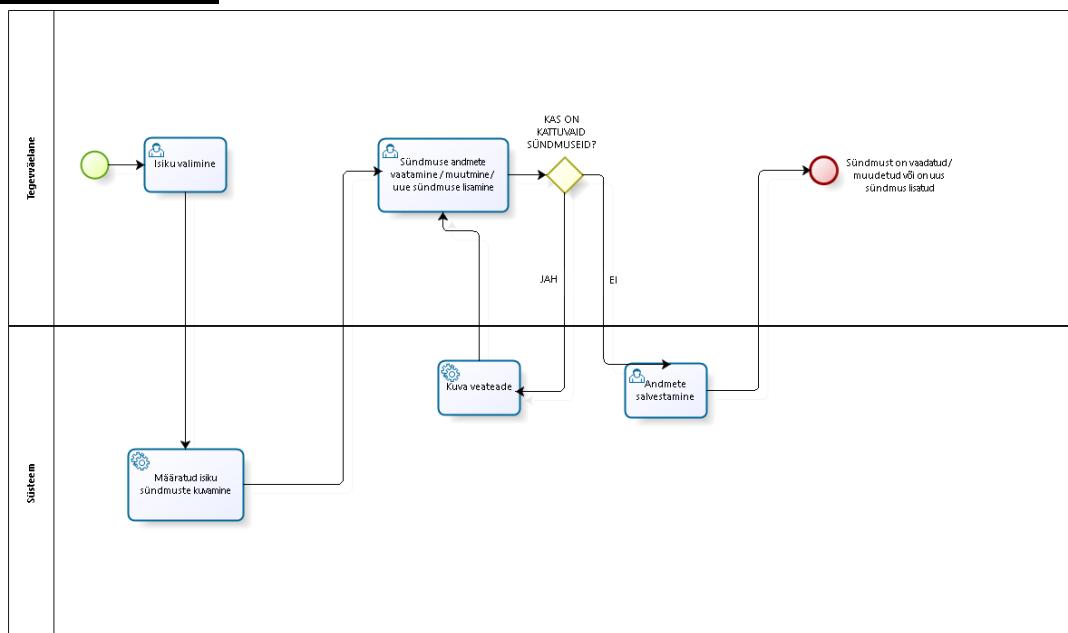 Tegevväelane
Isiku valimine
Sündmuse andmete
vaatamine / muutmine/
uue sündmuse lisamine
KAS ON
KATTUVAID
SÜNDMUSEID?
Sündmust on vaadatud/
muudetud või on uus
sündmus lisatud
JAH
EI
Süsteem
Kuva veateade
Andmete
salvestamine
Määratud isiku
sündmuste kuvamine